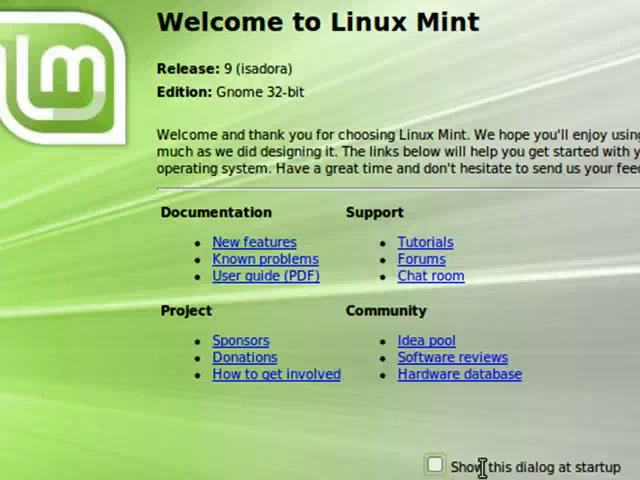 Welcome to Linux Mint
Release: 9 (isadora)
Edition: Gnome 32-bit
Welcome and thank you for choosing Linux Mint. We hope you'll enjoy using
much as we did designing it. The links below will help you get started with
operating system. Have a great time and don't hesitate to send us your
Documentation Support
New features Tutorials
Known problems Forums
User guide (PDF) Chat room
Project Community
Sponsors Idea pool
Donations Software reviews
How to get involved Hardware database
Show this dialog at startup